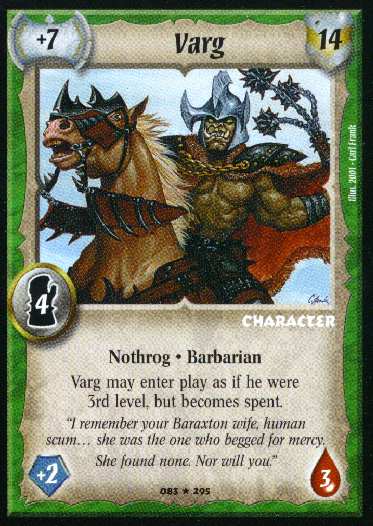 +7
Varg
14
Illus. 2001 • Carl Frank
4
CHARACTER
Nothrog • Barbarian
Varg may enter play as if he were
3rd level, but becomes spent.
"I remember your Baraxton wife, human
scum... she was the one who begged for mercy.
She found none. Nor will you."
+2
083 ★ 295
3